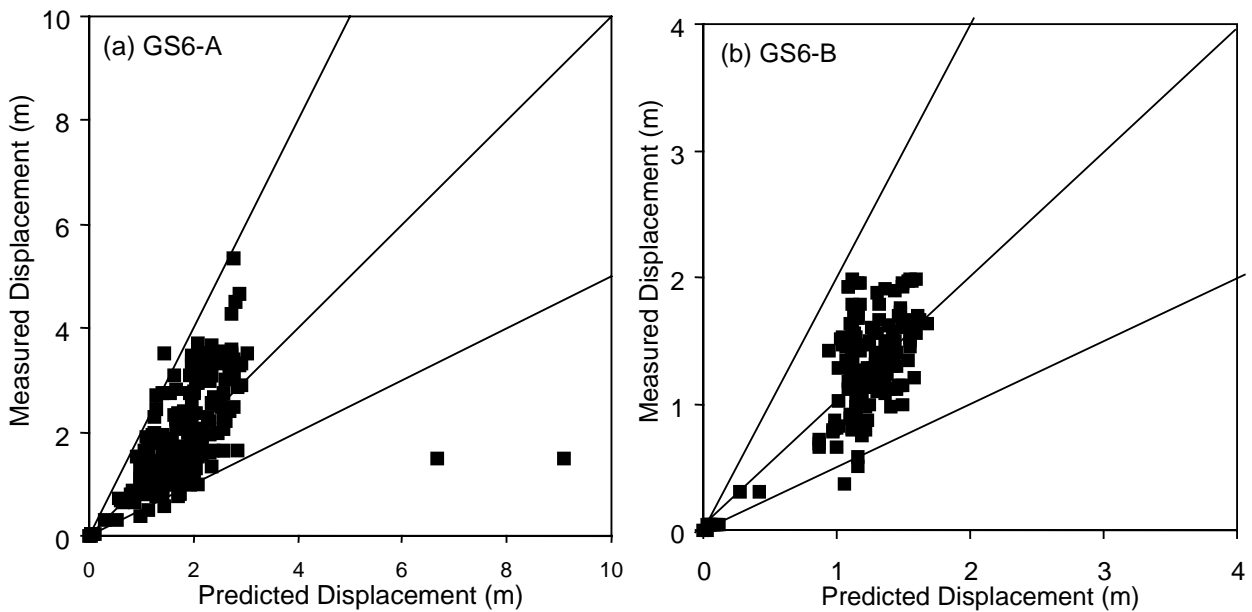 (a) GS6-A
Measured Displacement (m)
10
8
6
4
2
0
0 2 4 6 8 10
Predicted Displacement (m)
(b) GS6-B
Measured Displacement (m)
4
3
2
1
0
0 1 2 3 4
Predicted Displacement (m)